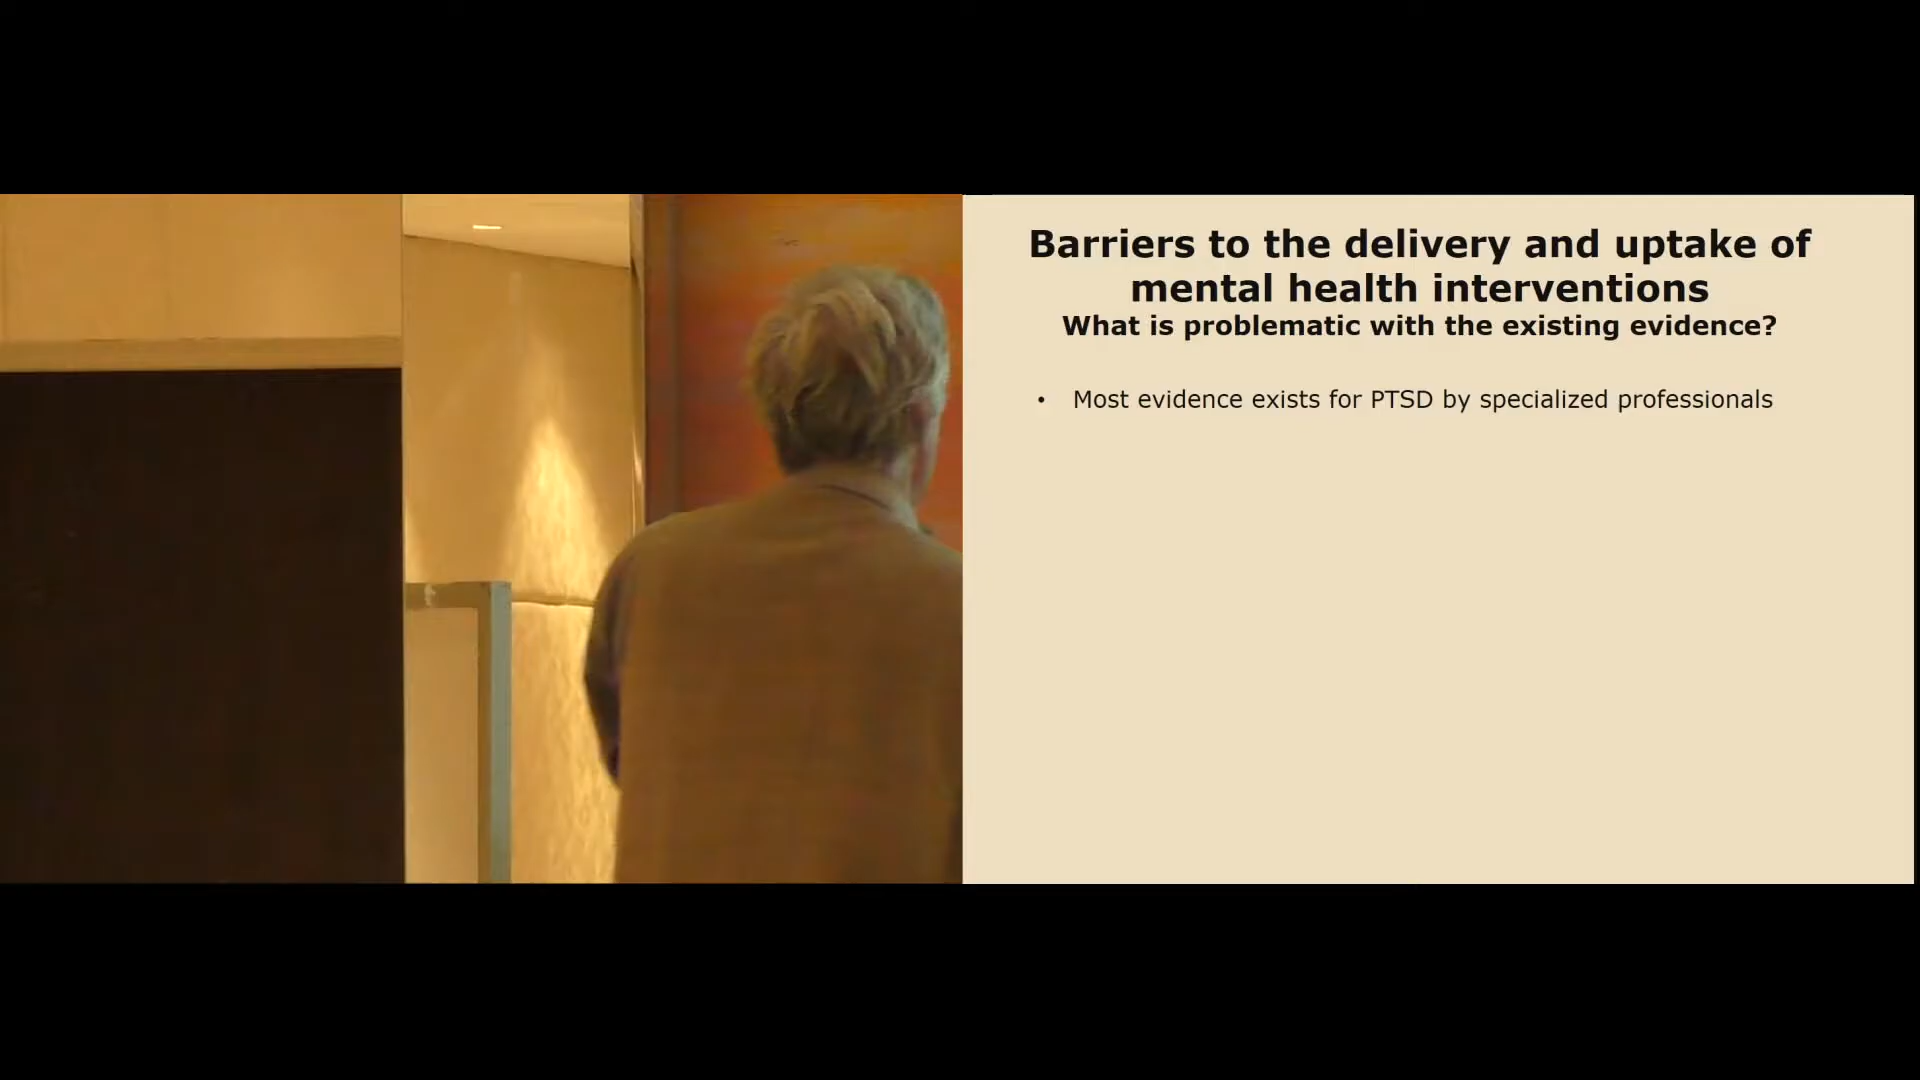 Barriers to the delivery and uptake of
mental health interventions
What is problematic with the existing evidence?
• Most evidence exists for PTSD by specialized professionals